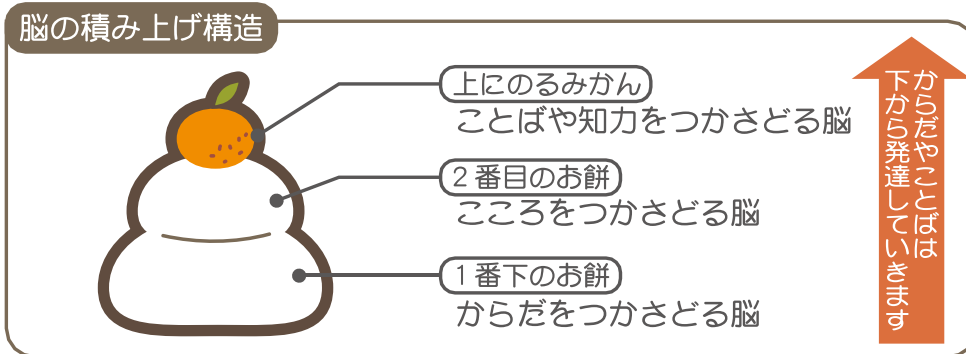 脳の積み上げ構造
上にのるみかん
ことばや知力をつかさどる脳
2番目のお餅
こころをつかさどる脳
1番下のお餅
からだをつかさどる脳
からだやことばは
下から発達していきます